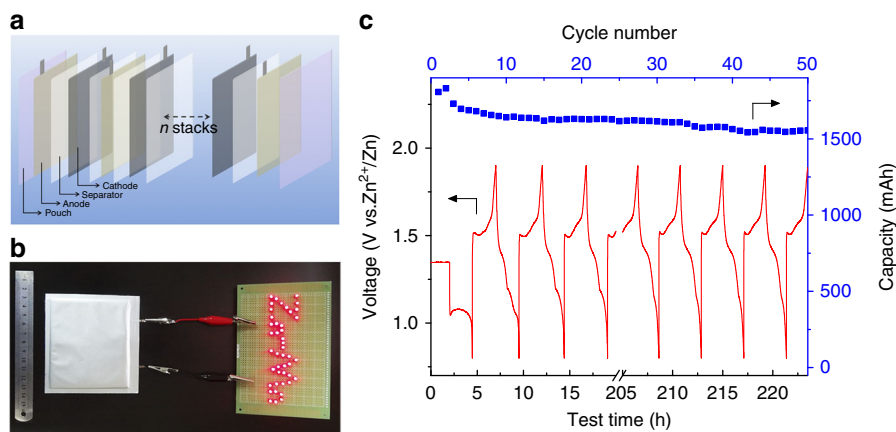 a
n stacks
Cathode
Separator
Anode
Pouch
b
c
Cycle number
0 10 20 30 40 50
2.0
1.5
1.0
Voltage (V vs.Zn²⁺/Zn)
1500
1000
500
0
Capacity (mAh)
0 5 10 15 205 210 215 220
Test time (h)